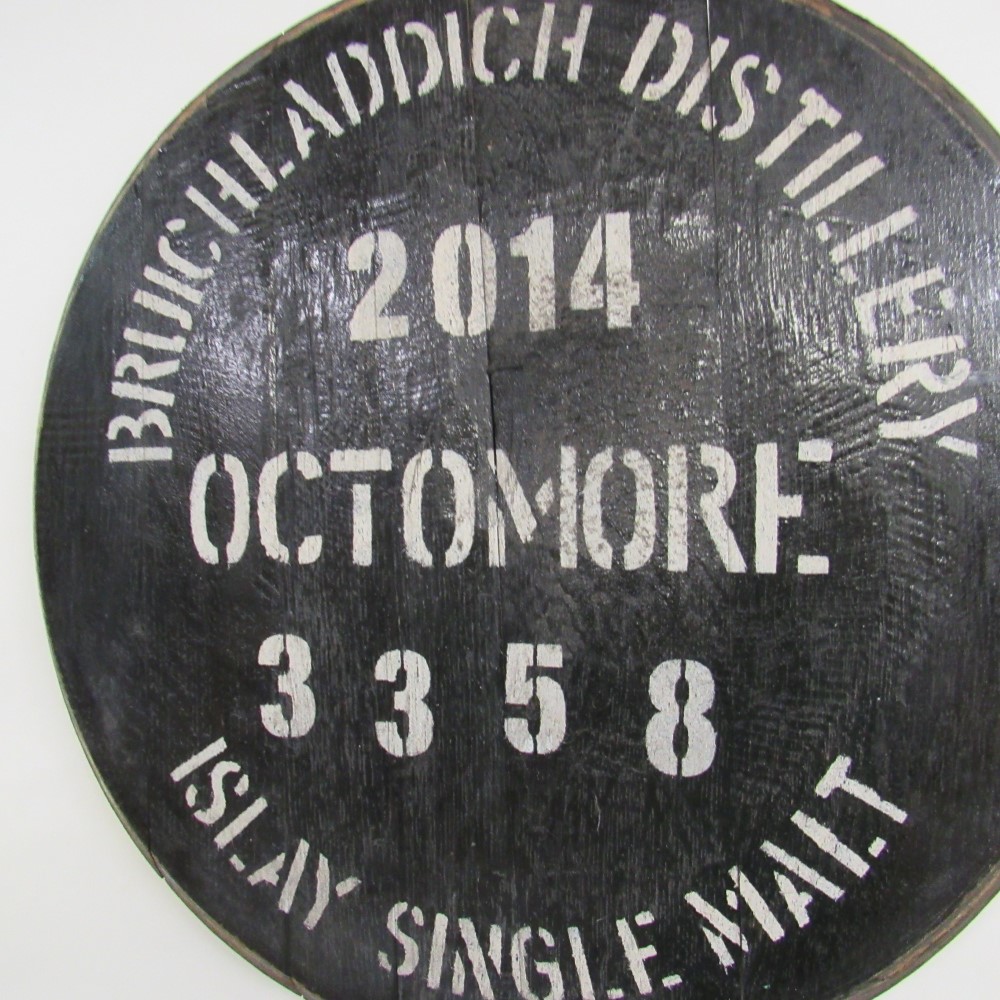 BRUICHLADDICH DISTILLERY
2014
OCTOMORE
3358
ISLAY SINGLE MALT